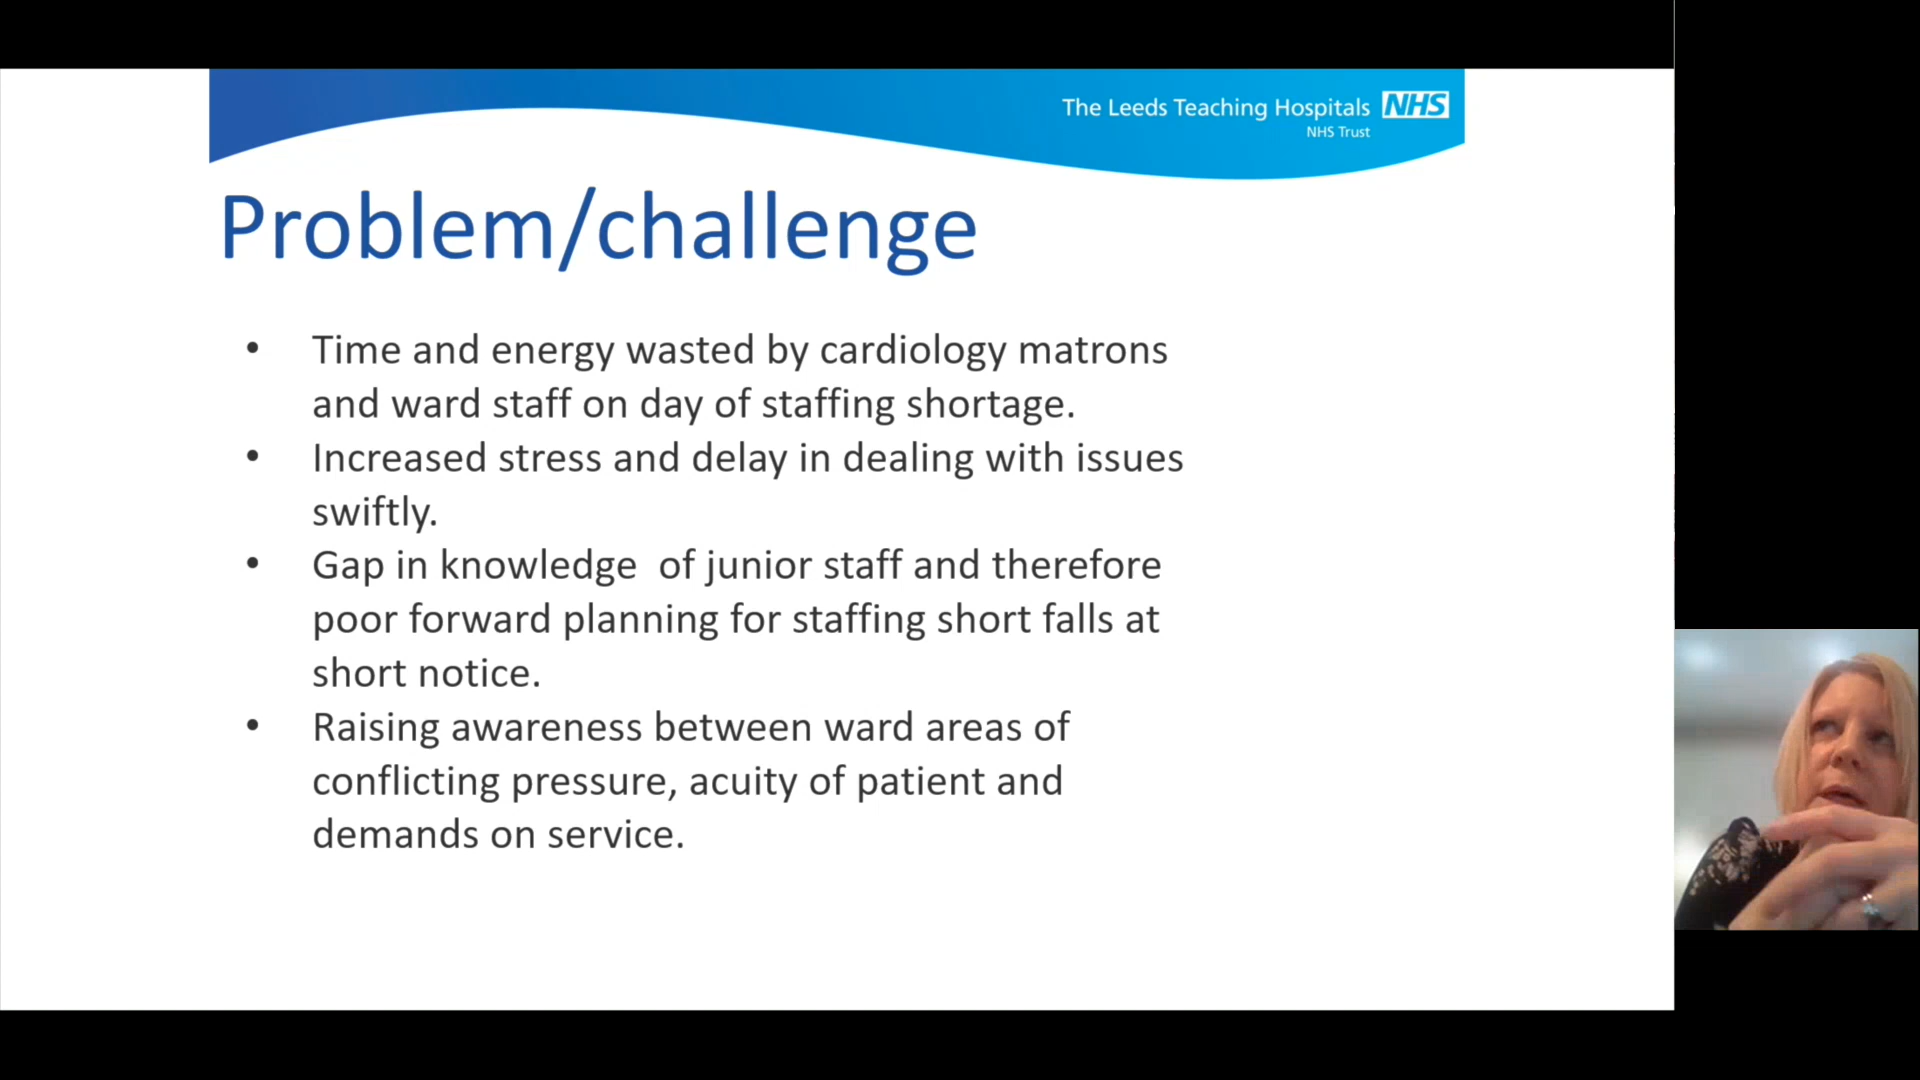 The Leeds Teaching Hospitals NHS
NHS Trust
Problem/challenge
• Time and energy wasted by cardiology matrons
and ward staff on day of staffing shortage.
• Increased stress and delay in dealing with issues
swiftly.
• Gap in knowledge  of junior staff and therefore
poor forward planning for staffing short falls at
short notice.
• Raising awareness between ward areas of
conflicting pressure, acuity of patient and
demands on service.